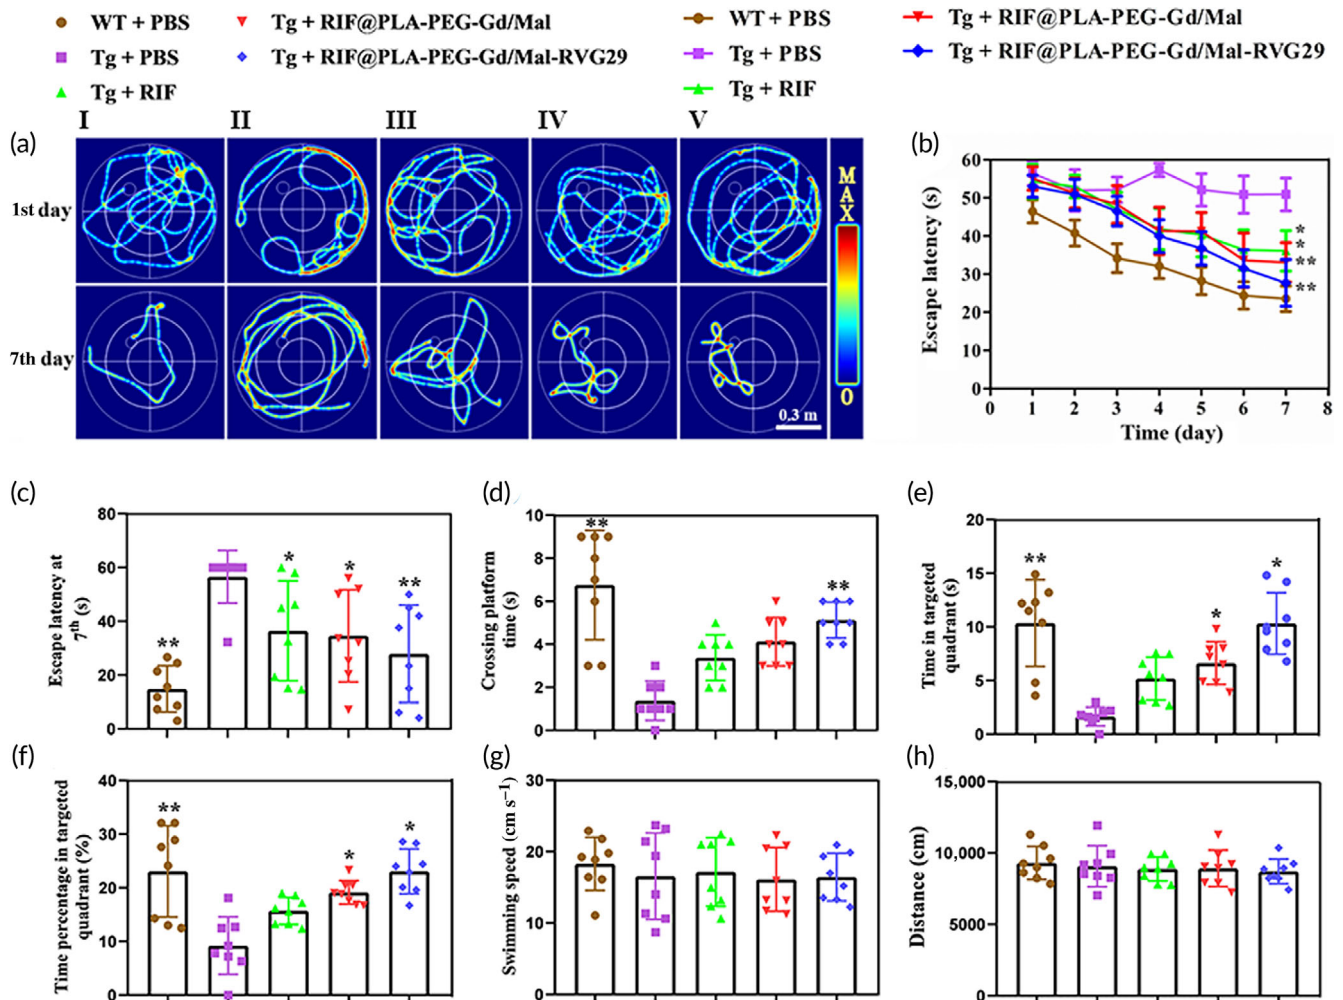 WT + PBS
Tg + PBS
Tg + RIF
Tg + RIF@PLA-PEG-Gd/Mal
Tg + RIF@PLA-PEG-Gd/Mal-RVG29
WT + PBS
Tg + PBS
Tg + RIF
Tg + RIF@PLA-PEG-Gd/Mal
Tg + RIF@PLA-PEG-Gd/Mal-RVG29
(a)
I II III IV V
1st day
7th day
MAX
0
0.3 m
(b)
Escape latency (s)
60
50
40
30
20
10
0
0 1 2 3 4 5 6 7 8
Time (day)
*
*
**
**
(c)
Escape latency at
7th (s)
80
60
40
20
0
** * * **
(d)
Crossing platform
time (s)
10
8
6
4
2
0
** **
(e)
Time in targeted
quadrant (s)
20
15
10
5
0
** * *
(f)
Time percentage in targeted
quadrant (%)
40
30
20
10
0
** * *
(g)
Swimming speed (cm s⁻¹)
30
20
10
0
(h)
Distance (cm)
15,000
10,000
5000
0